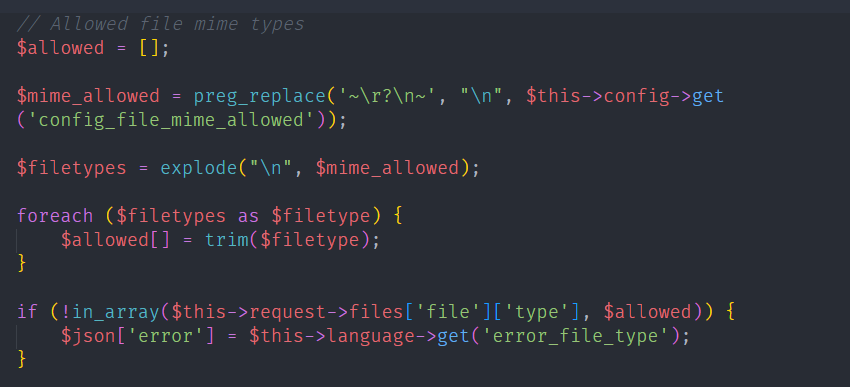 // Allowed file mime types
$allowed = [];
$mime_allowed = preg_replace('~\r?\n~', "\n", $this->config->get
('config_file_mime_allowed'));
$filetypes = explode("\n", $mime_allowed);
foreach ($filetypes as $filetype) {
    $allowed[] = trim($filetype);
}
if (!in_array($this->request->files['file']['type'], $allowed)) {
    $json['error'] = $this->language->get('error_file_type');
}